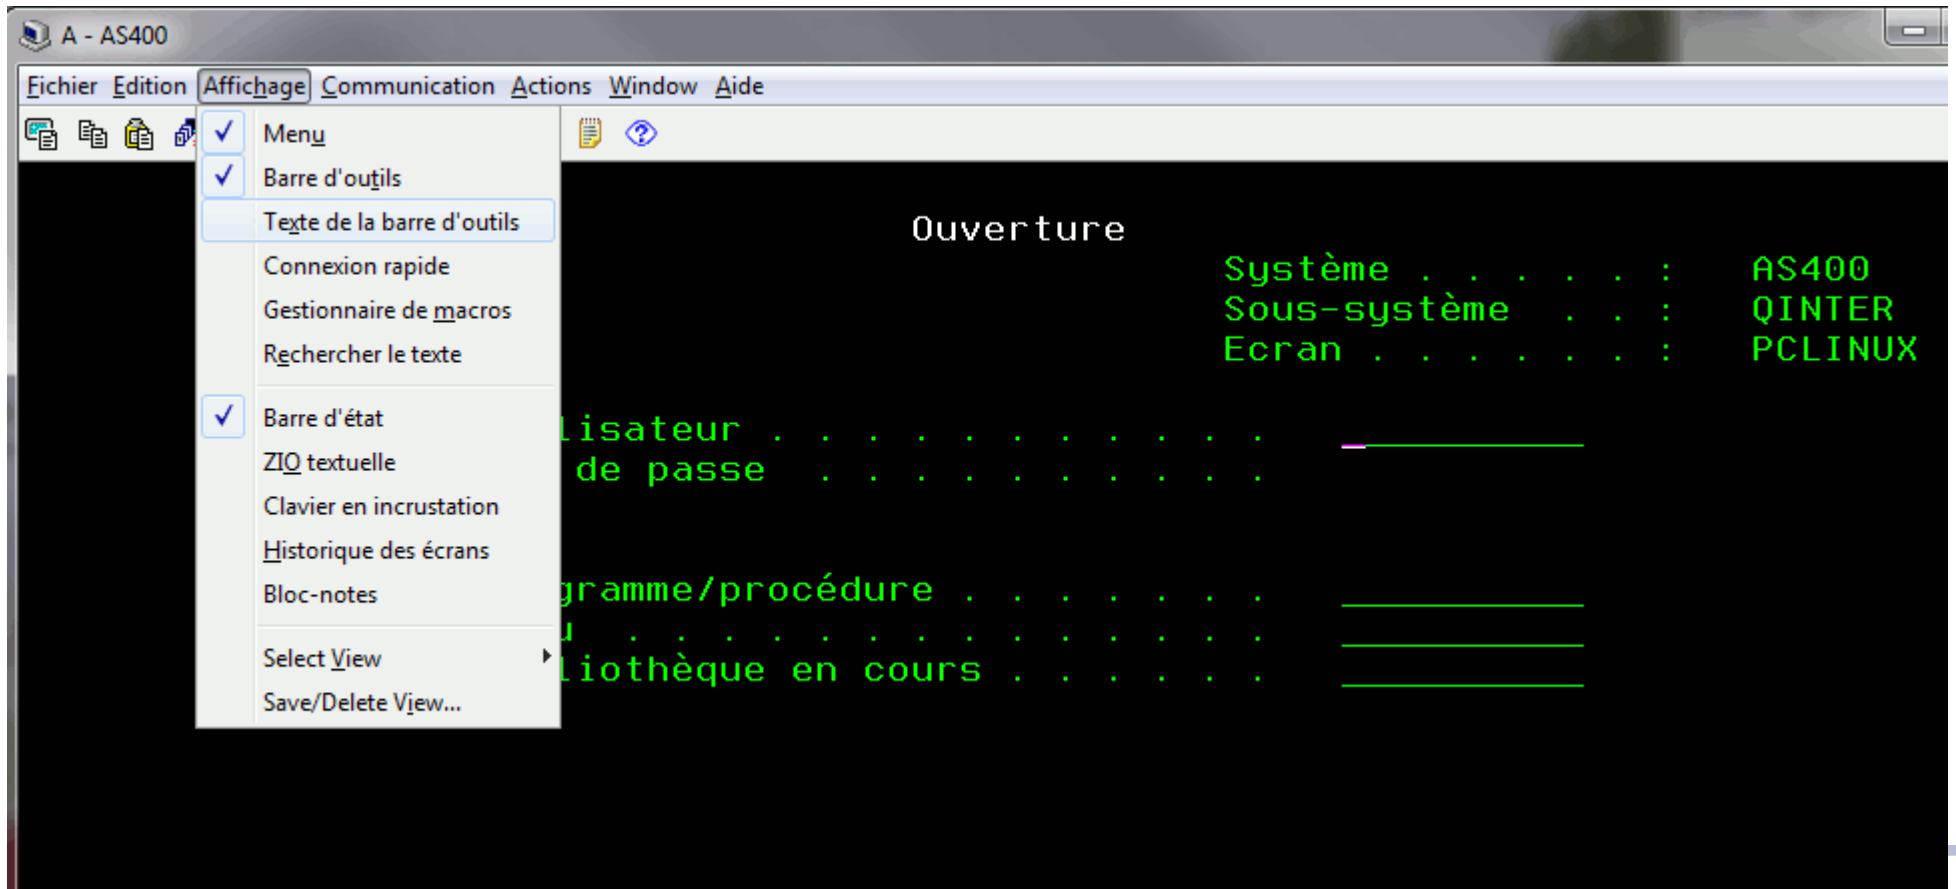 A - AS400
Fichier Edition Affichage Communication Actions Window Aide
Menu
Barre d'outils
Texte de la barre d'outils
Connexion rapide
Gestionnaire de macros
Rechercher le texte
Barre d'état
ZIO textuelle
Clavier en incrustation
Historique des écrans
Bloc-notes
Select View
Save/Delete View...
Ouverture
Système . . . . . : AS400
Sous-système . . : QINTER
Ecran . . . . . . : PCLINUX
lisateur . . . . . . . . . . .
de passe . . . . . . . . . .
gramme/procédure . . . . . . .
u . . . . . . . . . . . . . .
liothèque en cours . . . . . .